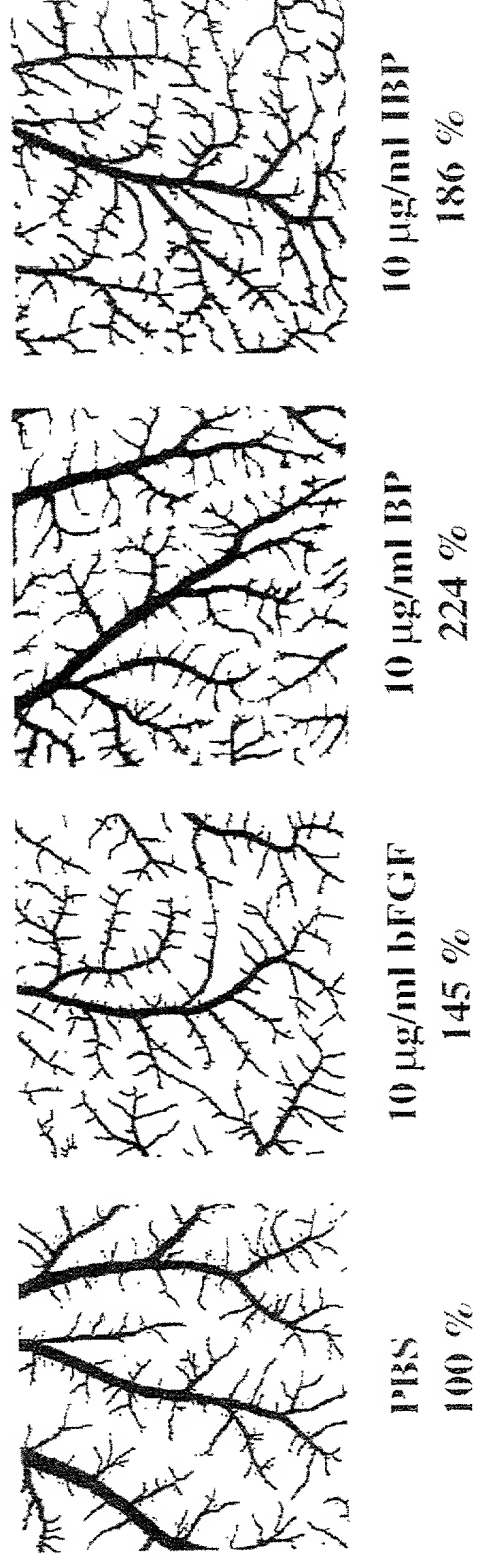 PBS
100 %
10 µg/ml bFGF
145 %
10 µg/ml BP
224 %
10 µg/ml IBP
186 %